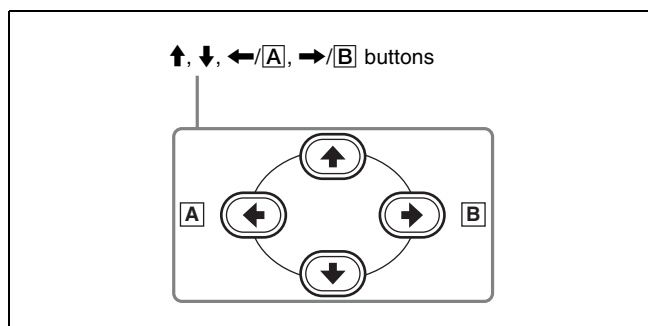 ↑, ↓, ←/A, →/B buttons
A
B